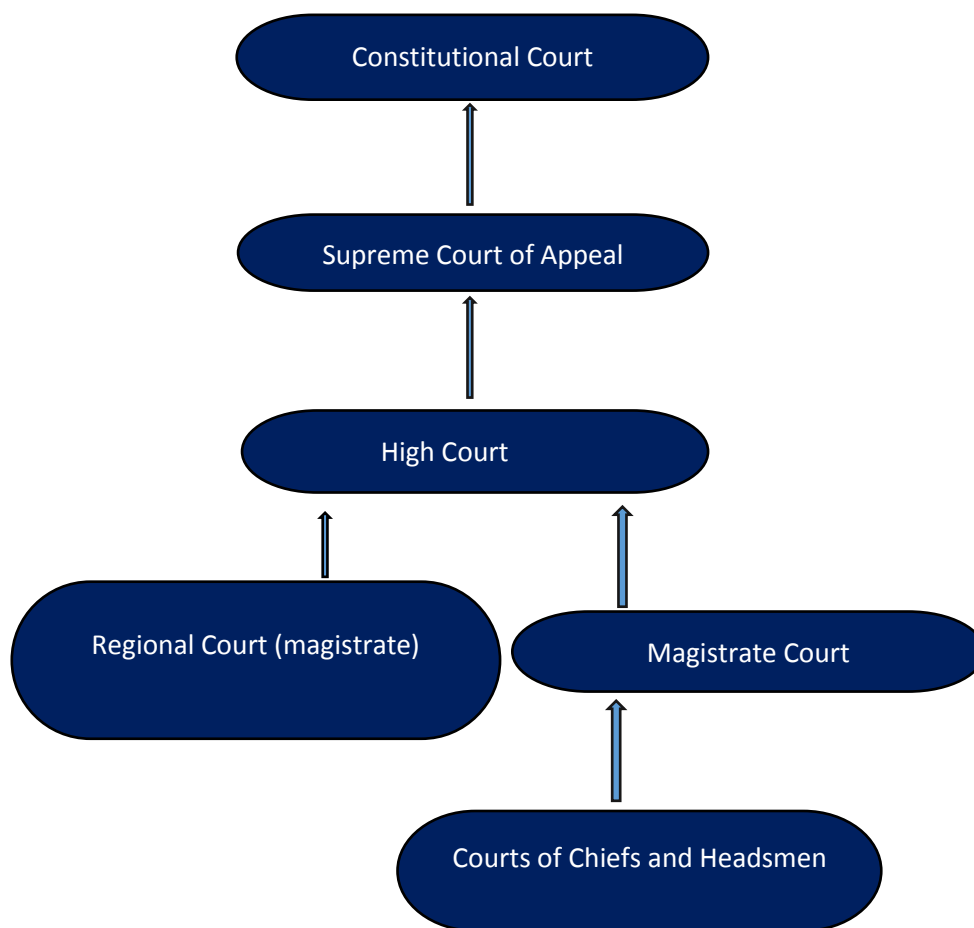 Constitutional Court
Supreme Court of Appeal
High Court
Regional Court (magistrate)
Magistrate Court
Courts of Chiefs and Headsmen